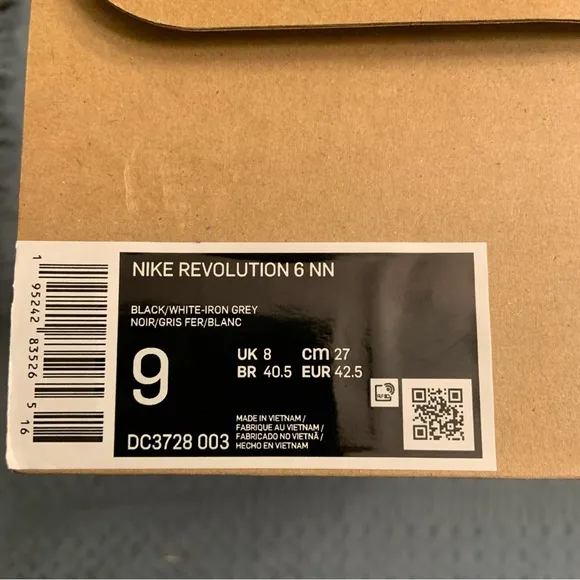 NIKE REVOLUTION 6 NN
BLACK/WHITE-IRON GREY
NOIR/GRIS FER/BLANC
9
UK 8 cm 27
BR 40.5 EUR 42.5
DC3728 003
MADE IN VIETNAM /
FABRIQUE AU VIETNAM /
FABRICADO NO VIETNÃ /
HECHO EN VIETNAM
RFID
1 95242 83526 5 16